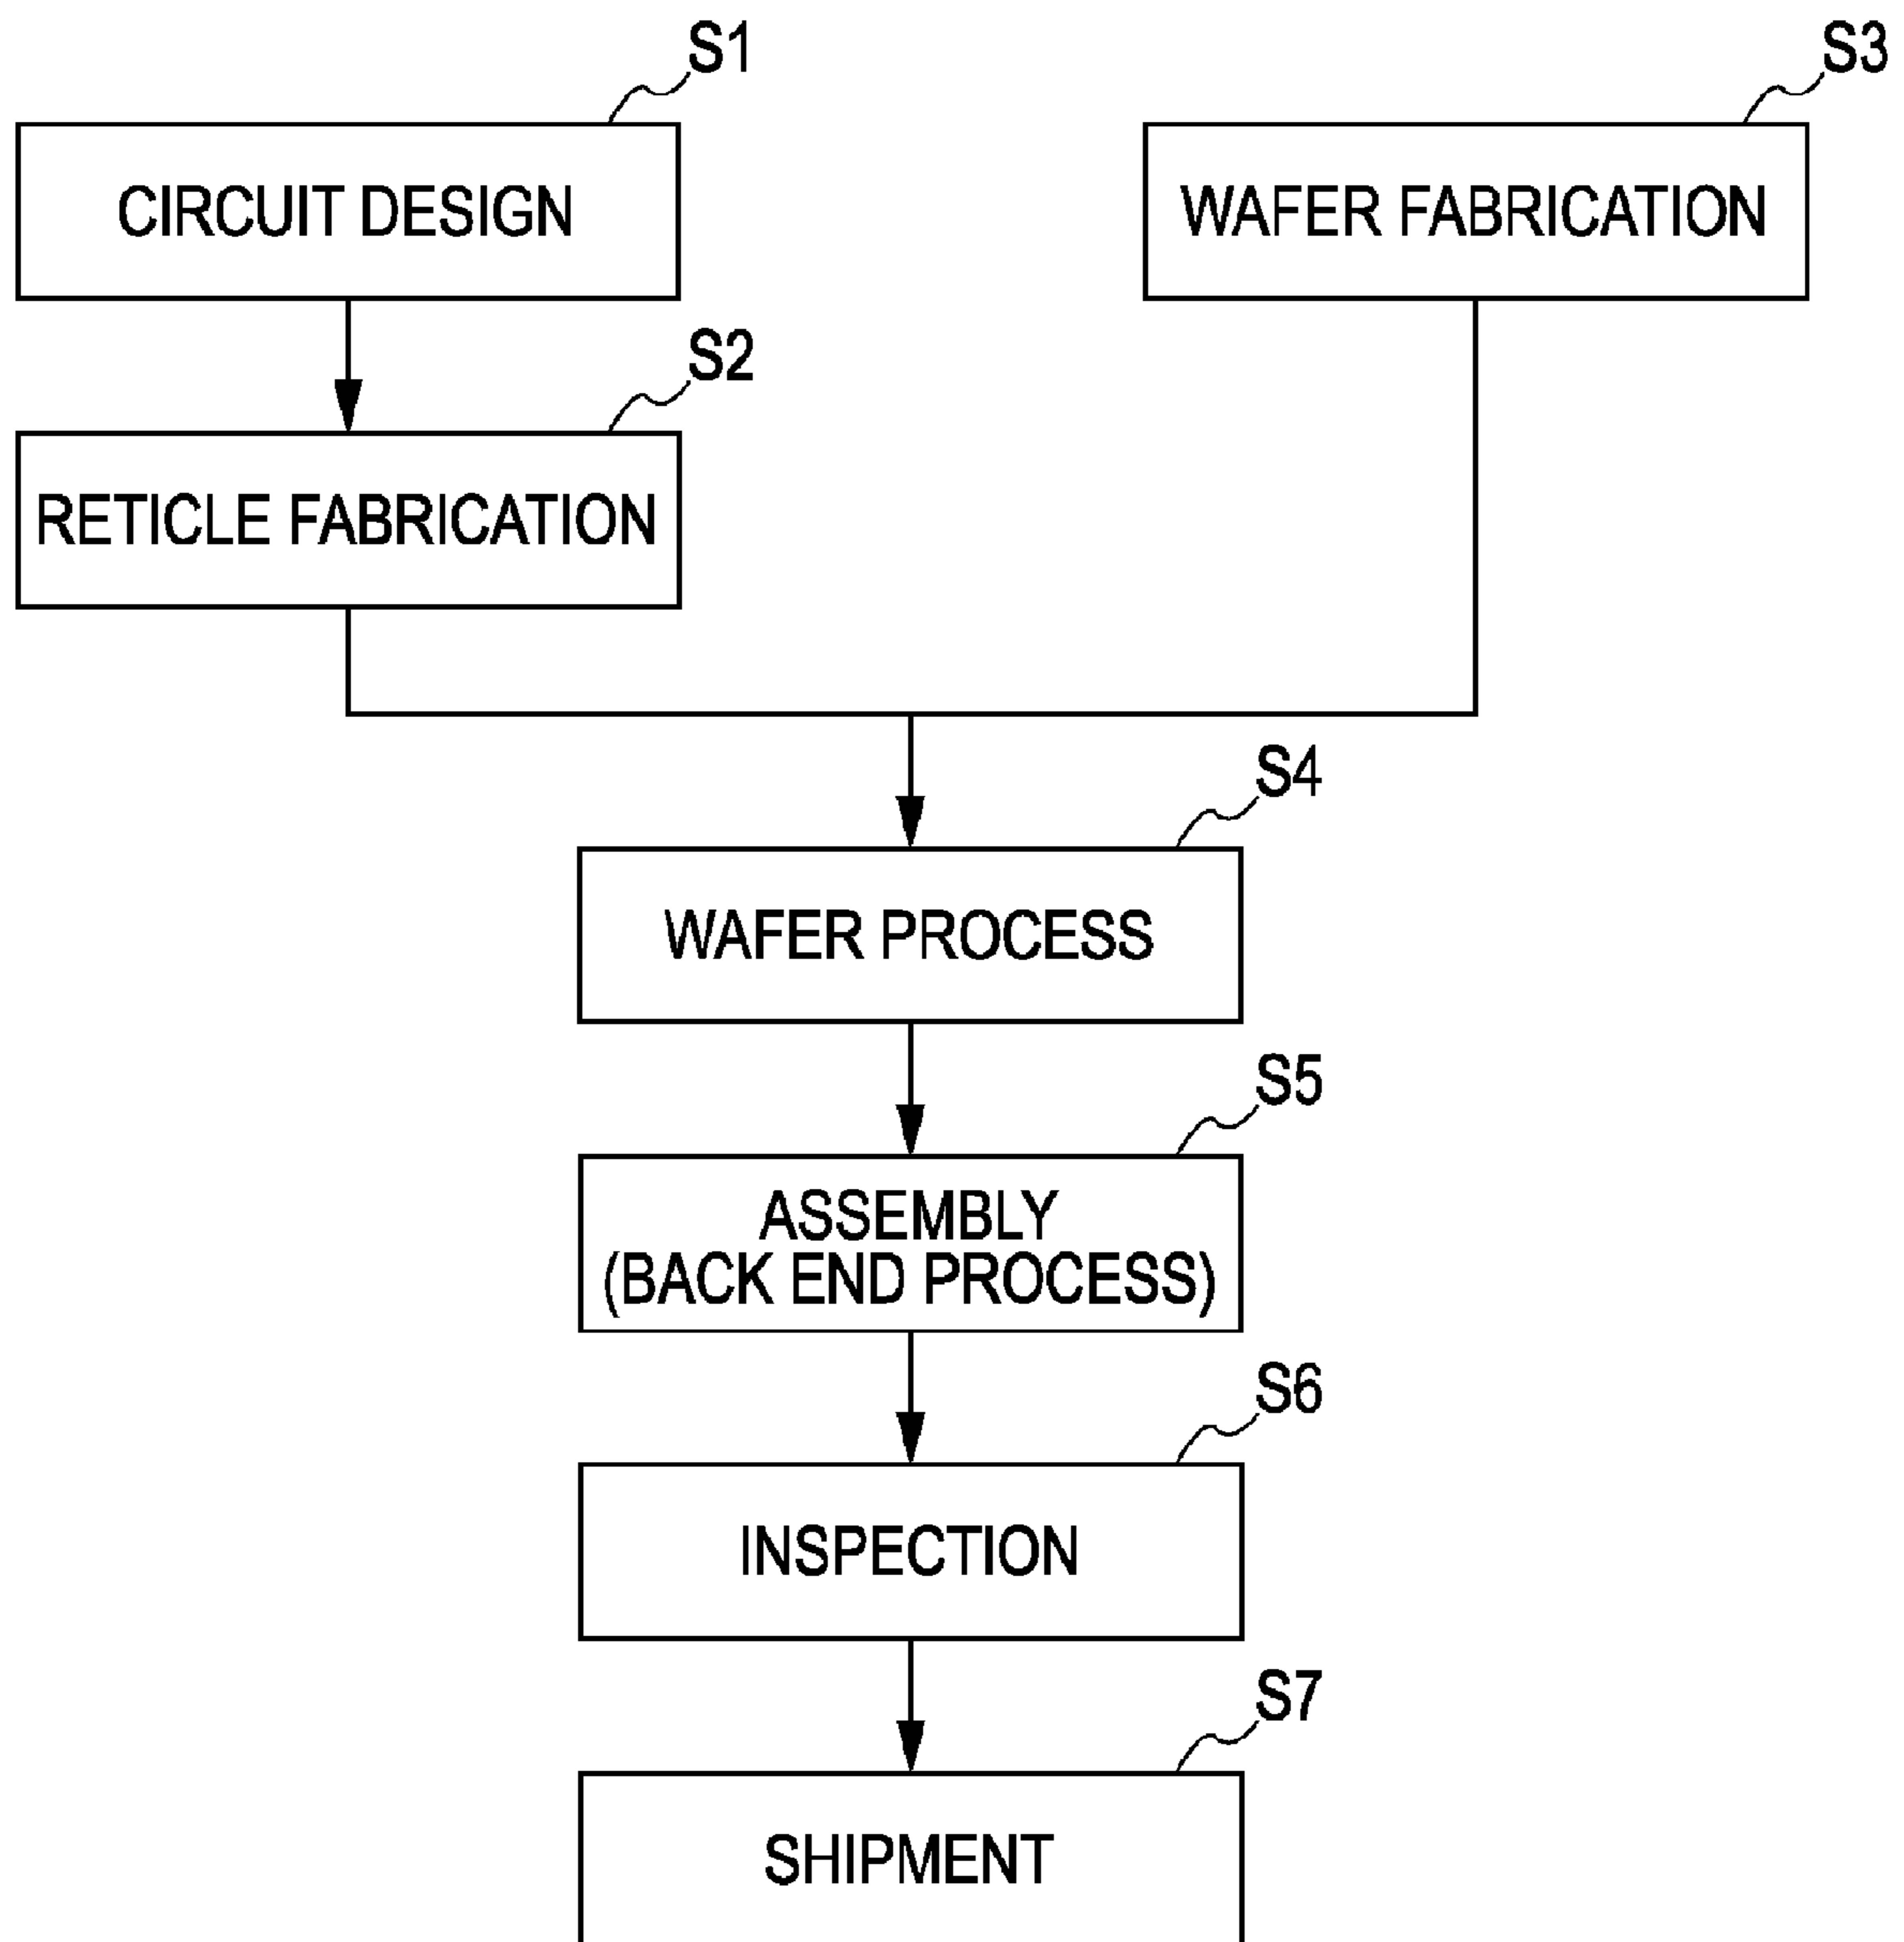 S1
CIRCUIT DESIGN
S3
WAFER FABRICATION
S2
RETICLE FABRICATION
S4
WAFER PROCESS
S5
ASSEMBLY
(BACK END PROCESS)
S6
INSPECTION
S7
SHIPMENT